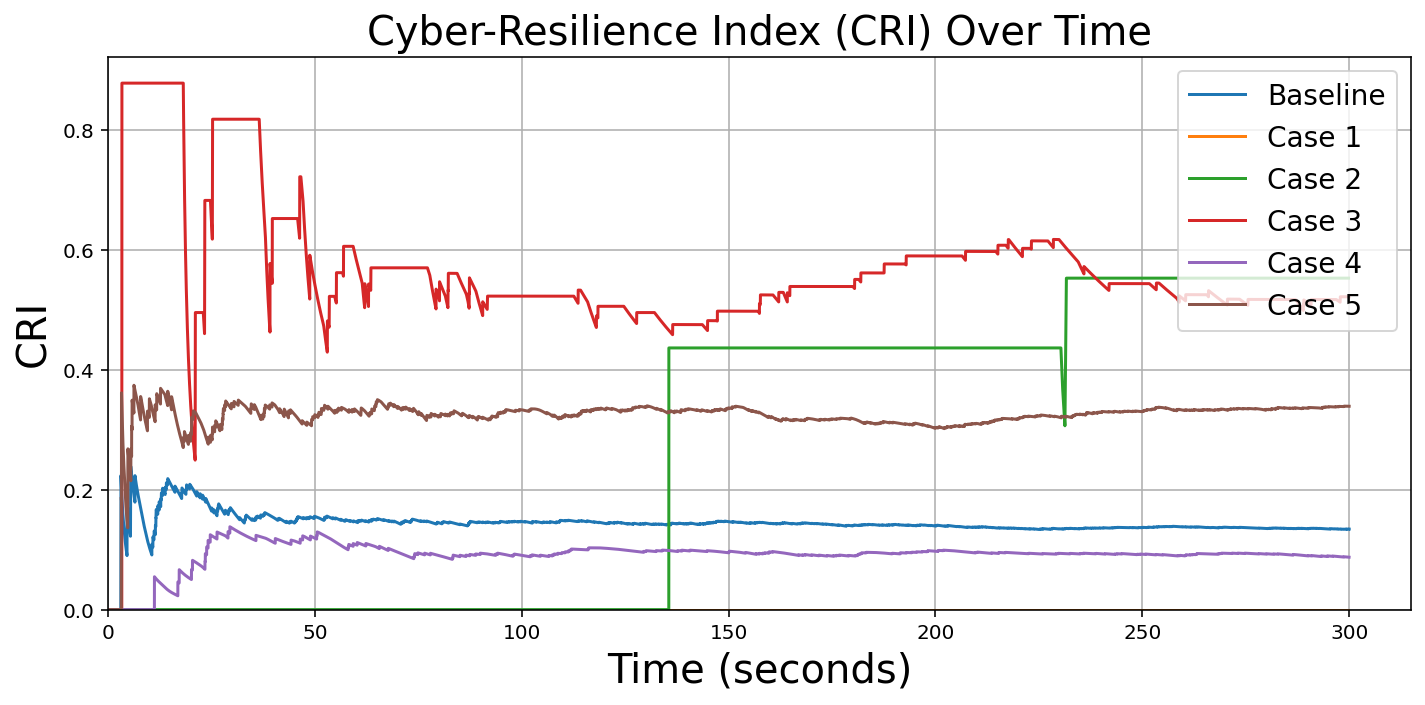 Cyber-Resilience Index (CRI) Over Time
CRI
0.8
0.6
0.4
0.2
0.0
0
50
100
150
200
250
300
Time (seconds)
Baseline
Case 1
Case 2
Case 3
Case 4
Case 5